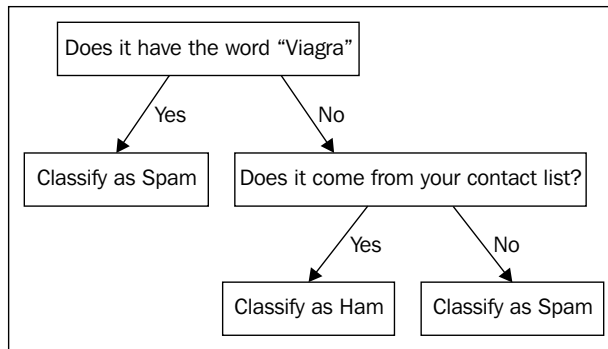 Does it have the word “Viagra”
Yes
No
Classify as Spam
Does it come from your contact list?
Yes
No
Classify as Ham
Classify as Spam